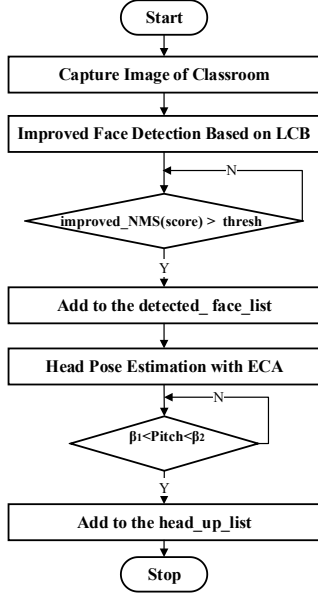 Start
Capture Image of Classroom
Improved Face Detection Based on LCB
N
improved_NMS(score) > thresh
Y
Add to the detected_ face_list
Head Pose Estimation with ECA
N
β1<Pitch<β2
Y
Add to the head_up_list
Stop